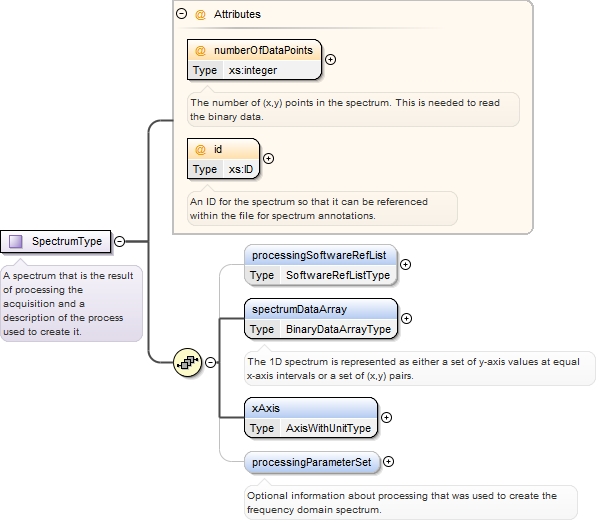 Attributes
@ numberOfDataPoints
Type xs:integer
The number of (x,y) points in the spectrum. This is needed to read
the binary data.
@ id
Type xs:ID
An ID for the spectrum so that it can be referenced
within the file for spectrum annotations.
SpectrumType
A spectrum that is the result
of processing the
acquisition and a
description of the process
used to create it.
processingSoftwareRefList
Type SoftwareRefListType
spectrumDataArray
Type BinaryDataArrayType
The 1D spectrum is represented as either a set of y-axis values at equal
x-axis intervals or a set of (x,y) pairs.
xAxis
Type AxisWithUnitType
processingParameterSet
Optional information about processing that was used to create the
frequency domain spectrum.